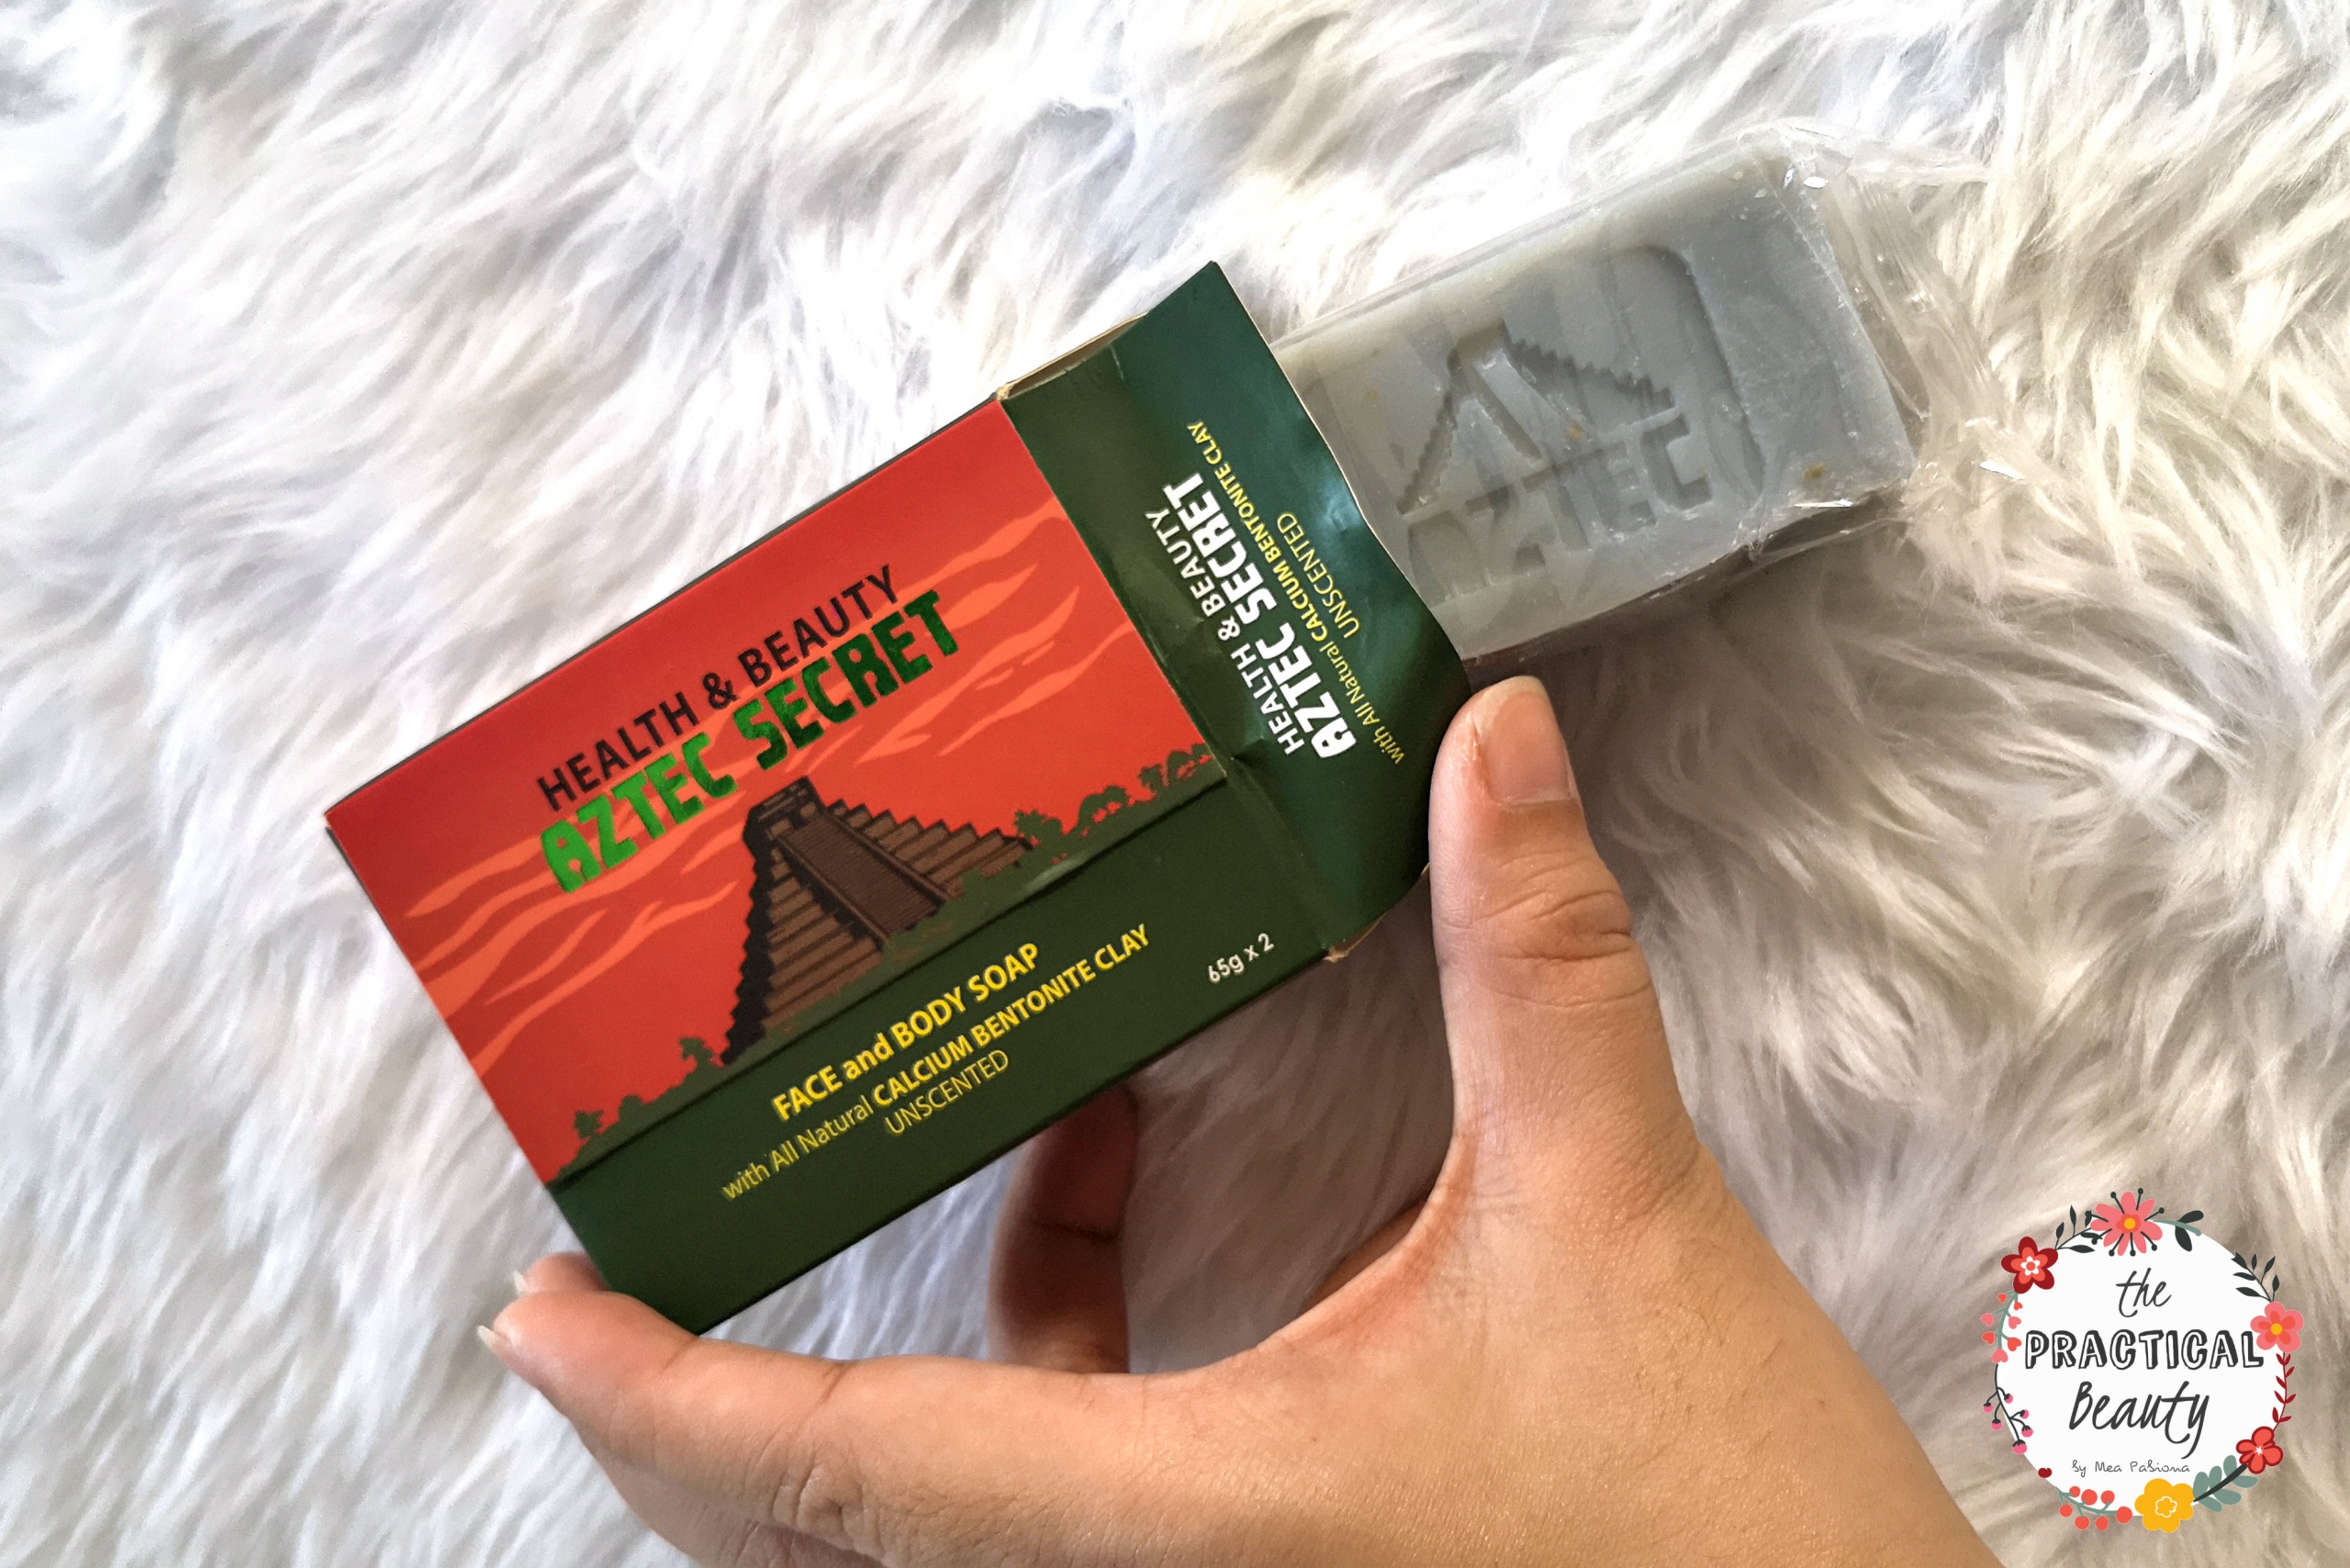 HEALTH & BEAUTY
AZTEC SECRET
FACE and BODY SOAP
with All Natural CALCIUM BENTONITE CLAY
UNSCENTED
65g x 2
HEALTH & BEAUTY
AZTEC SECRET
with All Natural CALCIUM BENTONITE CLAY
UNSCENTED
AZTEC
the
PRACTICAL
Beauty
By Mea Pabiona